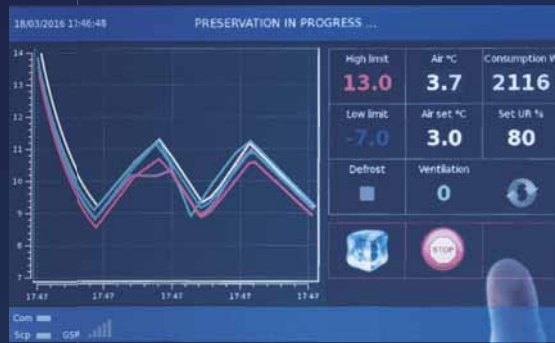 18/03/2016 17:46:48
PRESERVATION IN PROGRESS ...
14
13
12
11
10
9
8
7
17:47 17:47 17:47 17:47 17:47
High limit Air °C Consumption W
13.0 3.7 2116
Low limit Air set °C Set UR %
-7.0 3.0 80
Defrost Ventilation
0
STOP
Com
Scp GSM